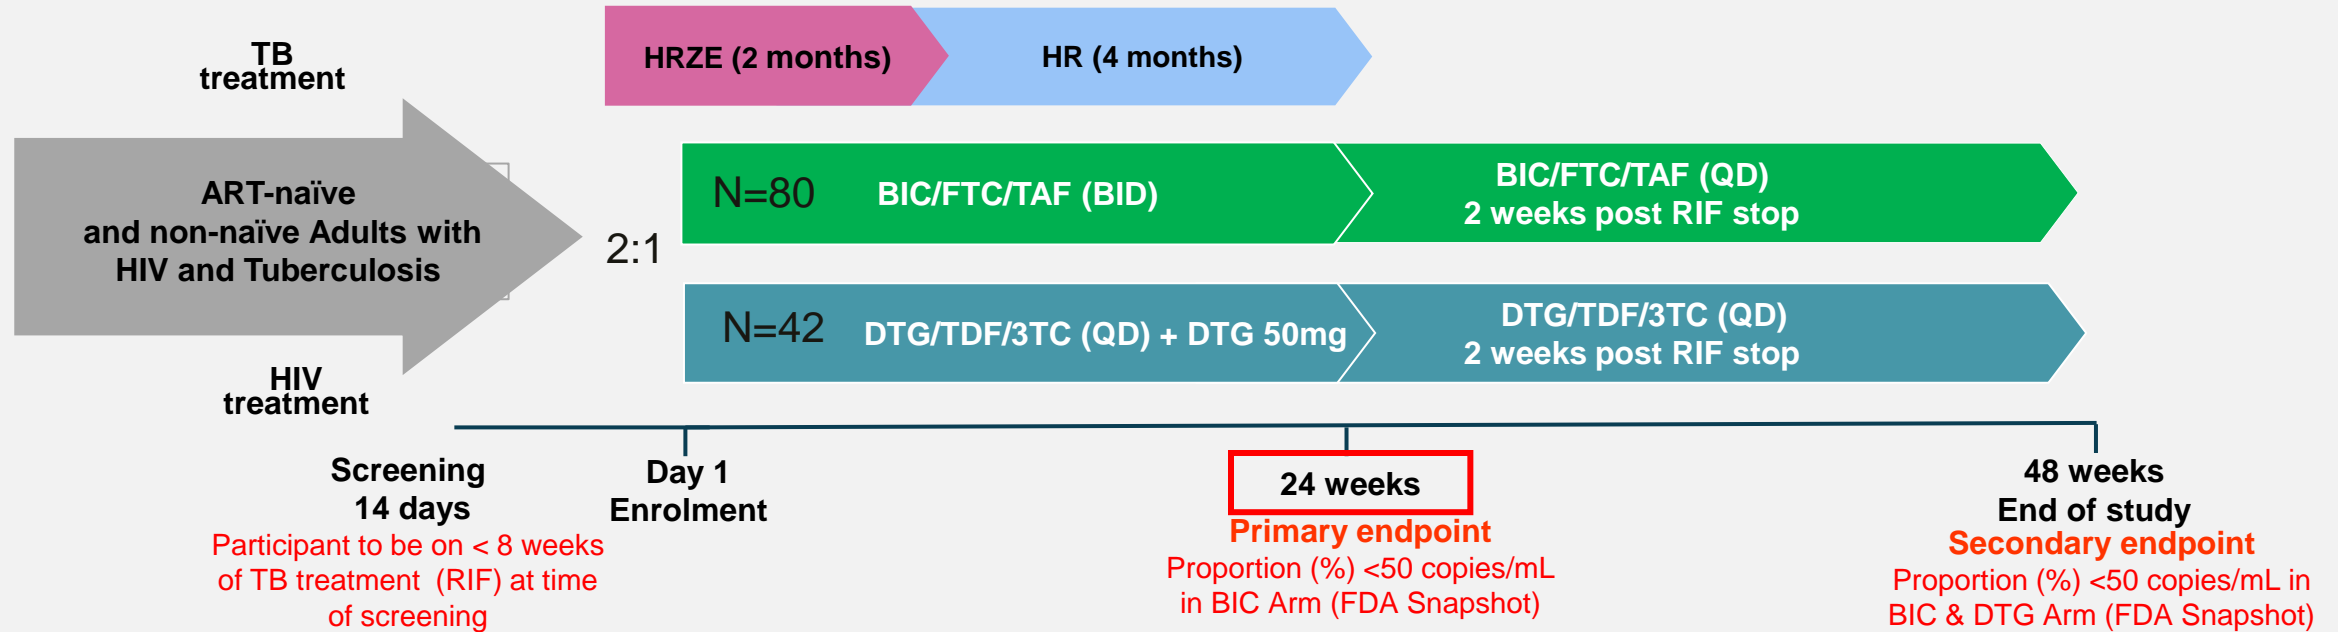 TB
treatment
HRZE (2 months)
HR (4 months)
ART-naïve
and non-naïve Adults with
HIV and Tuberculosis
2:1
N=80
BIC/FTC/TAF (BID)
BIC/FTC/TAF (QD)
2 weeks post RIF stop
N=42
DTG/TDF/3TC (QD) + DTG 50mg
DTG/TDF/3TC (QD)
2 weeks post RIF stop
HIV
treatment
Screening
14 days
Participant to be on < 8 weeks
of TB treatment (RIF) at time
of screening
Day 1
Enrolment
24 weeks
Primary endpoint
Proportion (%) <50 copies/mL
in BIC Arm (FDA Snapshot)
48 weeks
End of study
Secondary endpoint
Proportion (%) <50 copies/mL in
BIC & DTG Arm (FDA Snapshot)